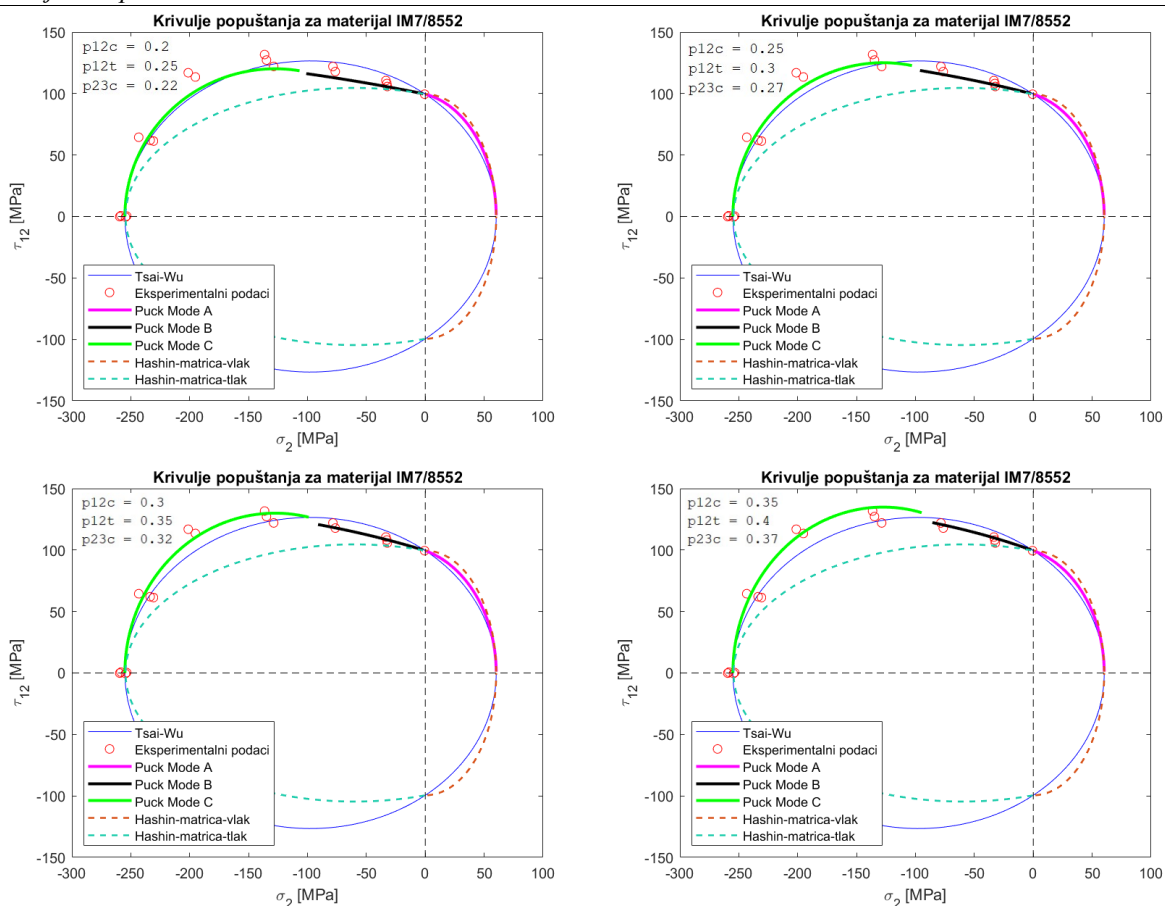 Krivulje popuštanja za materijal IM7/8552
p12c = 0.2
p12t = 0.25
p23c = 0.22
150
100
50
0
-50
-100
-150
τ12 [MPa]
Tsai-Wu
Eksperimentalni podaci
Puck Mode A
Puck Mode B
Puck Mode C
Hashin-matrica-vlak
Hashin-matrica-tlak
-300 -250 -200 -150 -100 -50 0 50 100
σ2 [MPa]
Krivulje popuštanja za materijal IM7/8552
p12c = 0.25
p12t = 0.3
p23c = 0.27
150
100
50
0
-50
-100
-150
τ12 [MPa]
Tsai-Wu
Eksperimentalni podaci
Puck Mode A
Puck Mode B
Puck Mode C
Hashin-matrica-vlak
Hashin-matrica-tlak
-300 -250 -200 -150 -100 -50 0 50 100
σ2 [MPa]
Krivulje popuštanja za materijal IM7/8552
p12c = 0.3
p12t = 0.35
p23c = 0.32
150
100
50
0
-50
-100
-150
τ12 [MPa]
Tsai-Wu
Eksperimentalni podaci
Puck Mode A
Puck Mode B
Puck Mode C
Hashin-matrica-vlak
Hashin-matrica-tlak
-300 -250 -200 -150 -100 -50 0 50 100
σ2 [MPa]
Krivulje popuštanja za materijal IM7/8552
p12c = 0.35
p12t = 0.4
p23c = 0.37
150
100
50
0
-50
-100
-150
τ12 [MPa]
Tsai-Wu
Eksperimentalni podaci
Puck Mode A
Puck Mode B
Puck Mode C
Hashin-matrica-vlak
Hashin-matrica-tlak
-300 -250 -200 -150 -100 -50 0 50 100
σ2 [MPa]